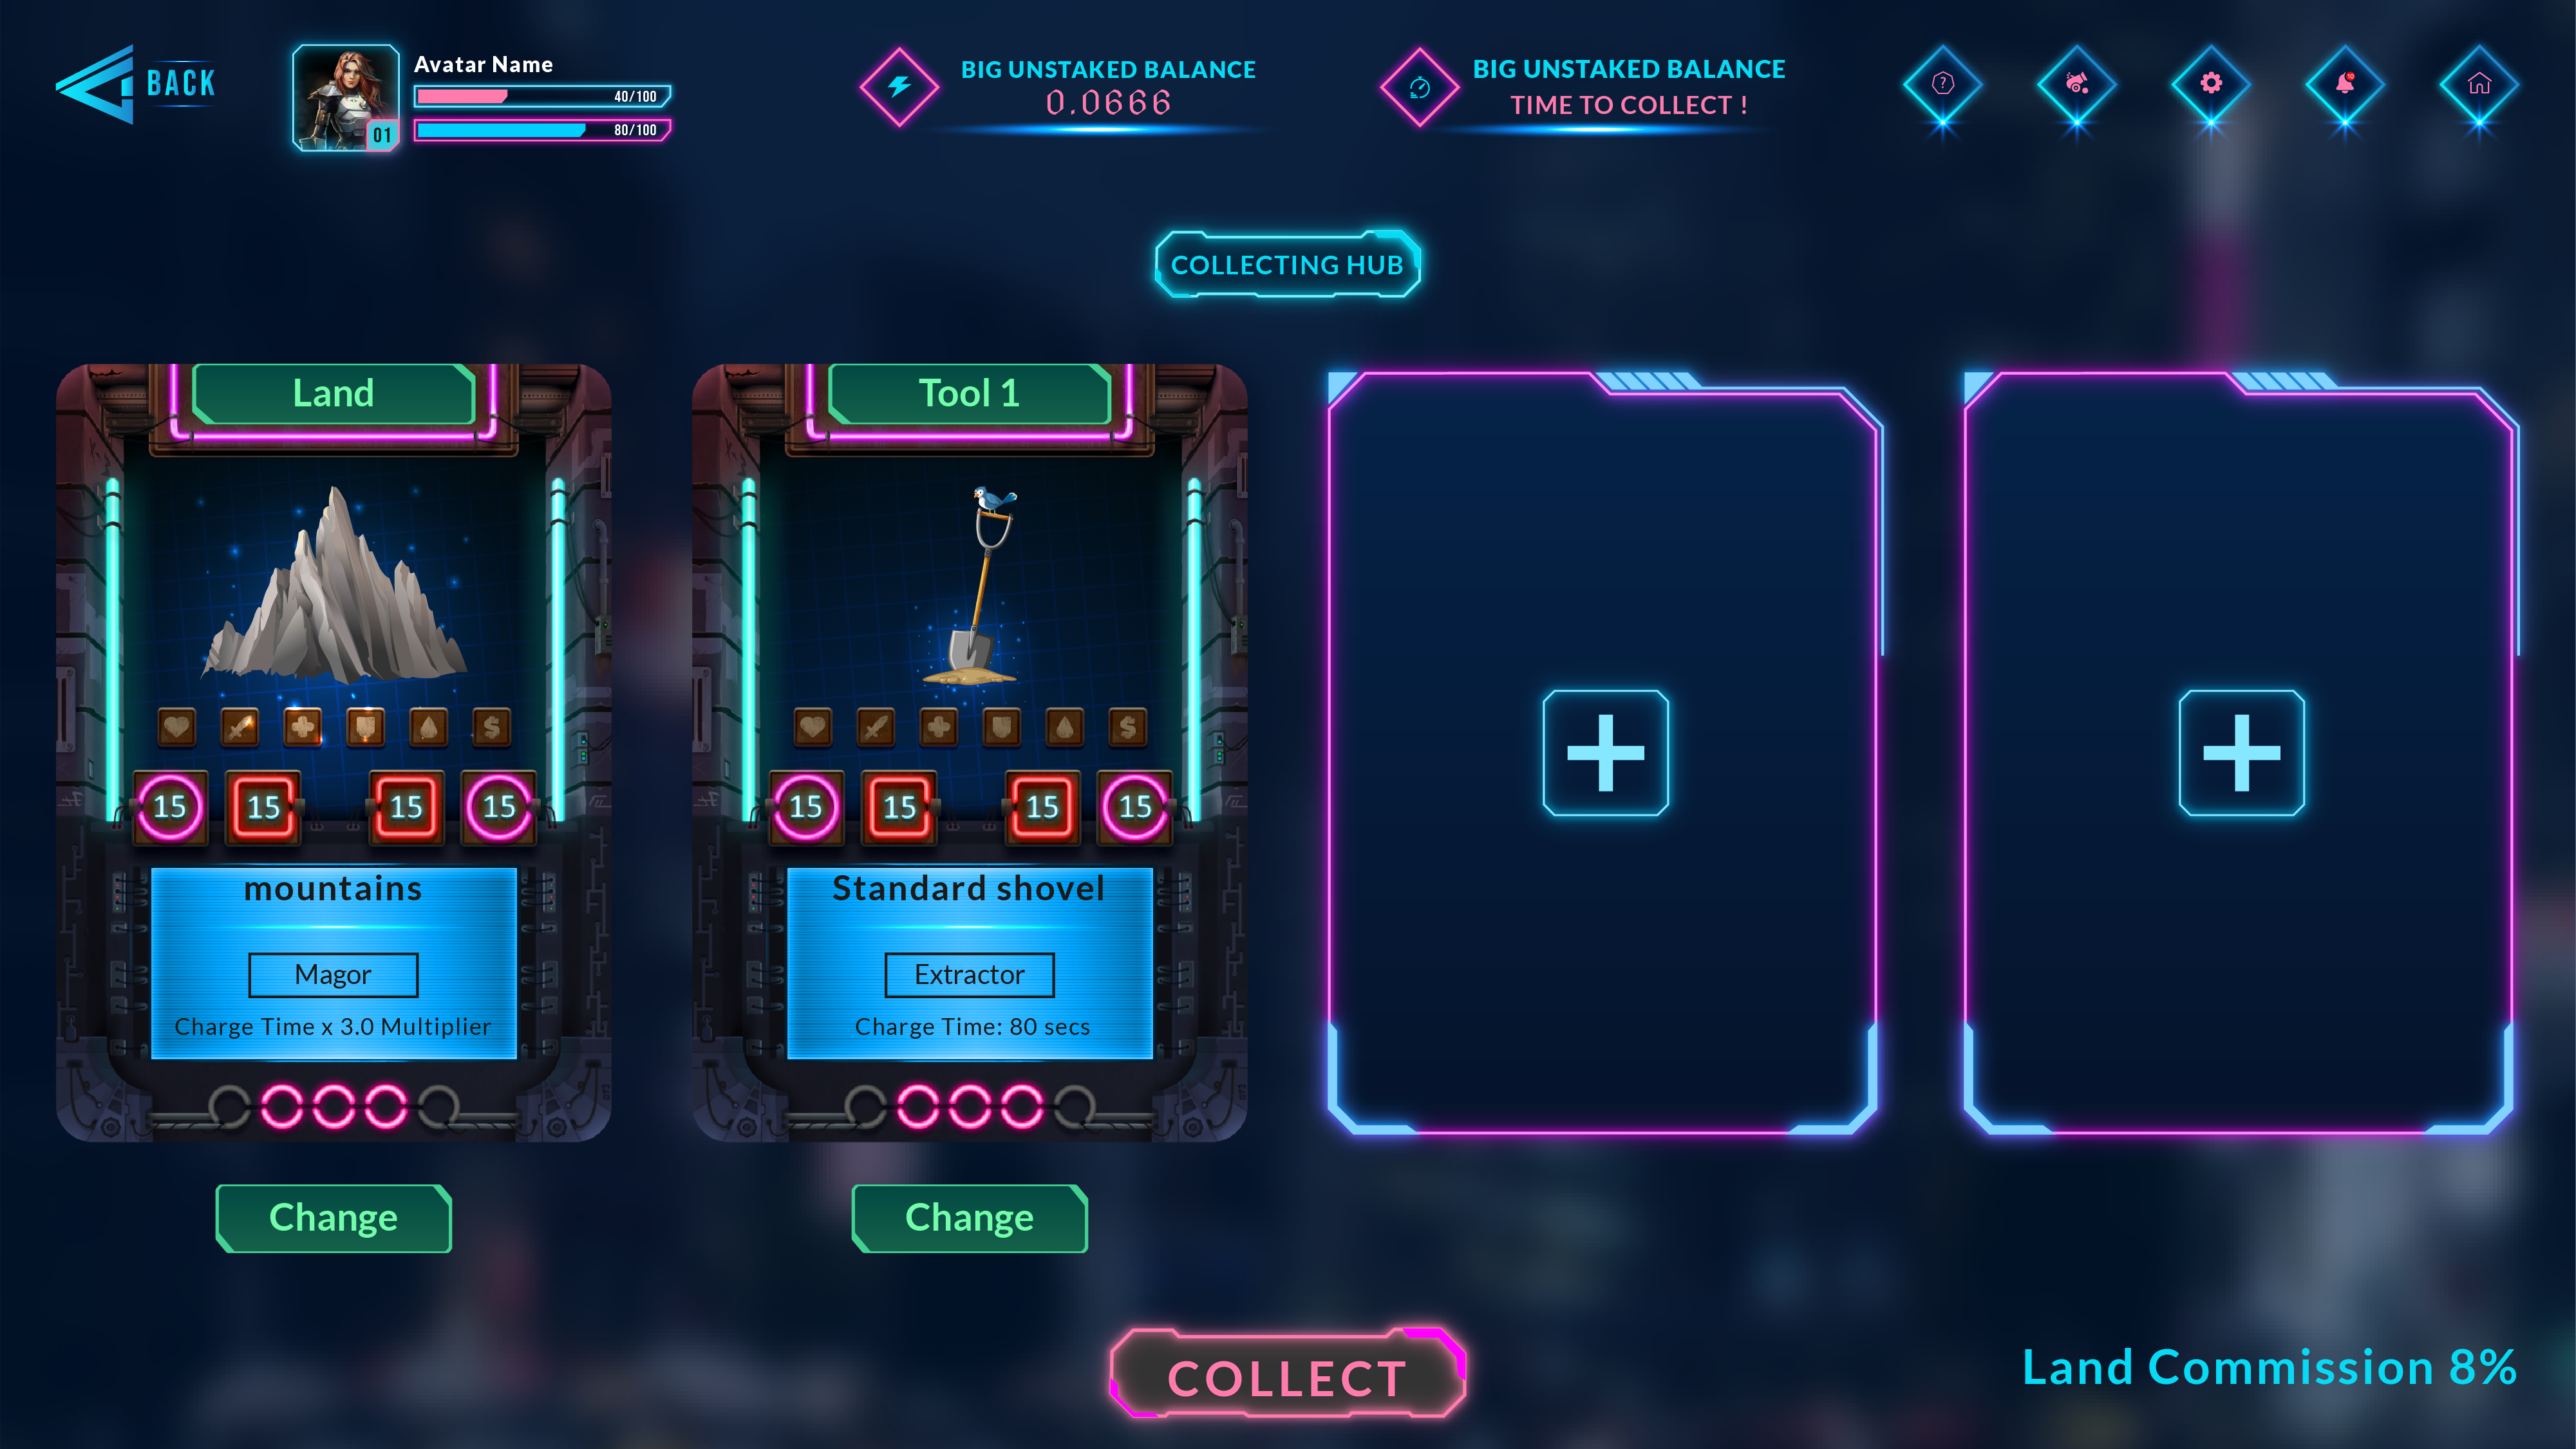 BACK
Avatar Name
40/100
80/100
01
BIG UNSTAKED BALANCE
0.0666
BIG UNSTAKED BALANCE
TIME TO COLLECT !
?
COLLECTING HUB
Land
15 15 15 15
mountains
Magor
Charge Time x 3.0 Multiplier
Change
Tool 1
15 15 15 15
Standard shovel
Extractor
Charge Time: 80 secs
Change
COLLECT
Land Commission 8%